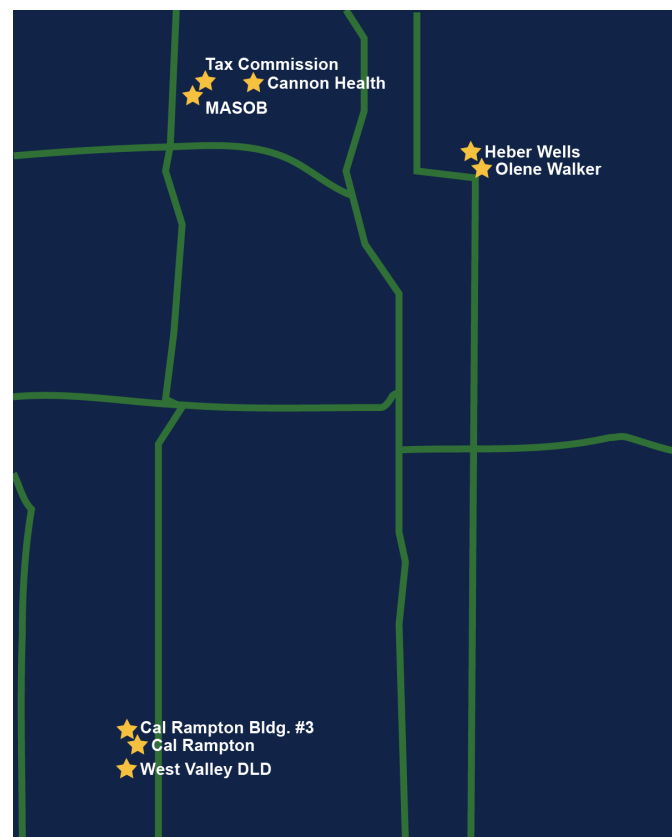 Tax Commission
Cannon Health
MASOB
Heber Wells
Olene Walker
Cal Rampton Bldg. #3
Cal Rampton
West Valley DLD